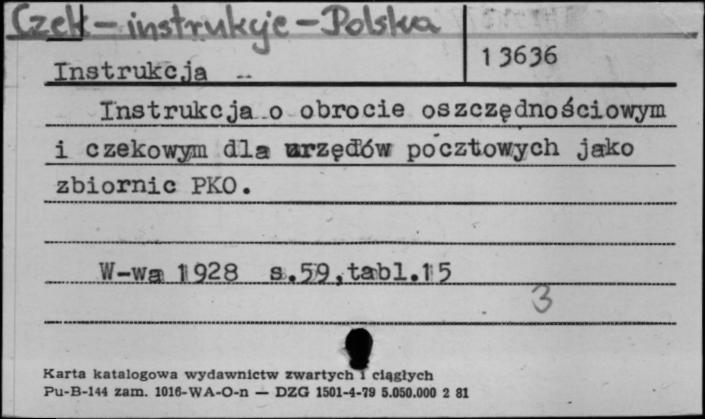 Czek – instrukcje – Polska
13636
Instrukcja ..
Instrukcja o obrocie oszczędnościowym
i czekowym dla urzędów pocztowych jako
zbiornic PKO.
W-wa 1928 s.59,tabl.15
3
Karta katalogowa wydawnictw zwartych i ciągłych
Pu-B-144 zam. 1016-WA-O-n — DZG 1501-4-79 5.050.000 2 81